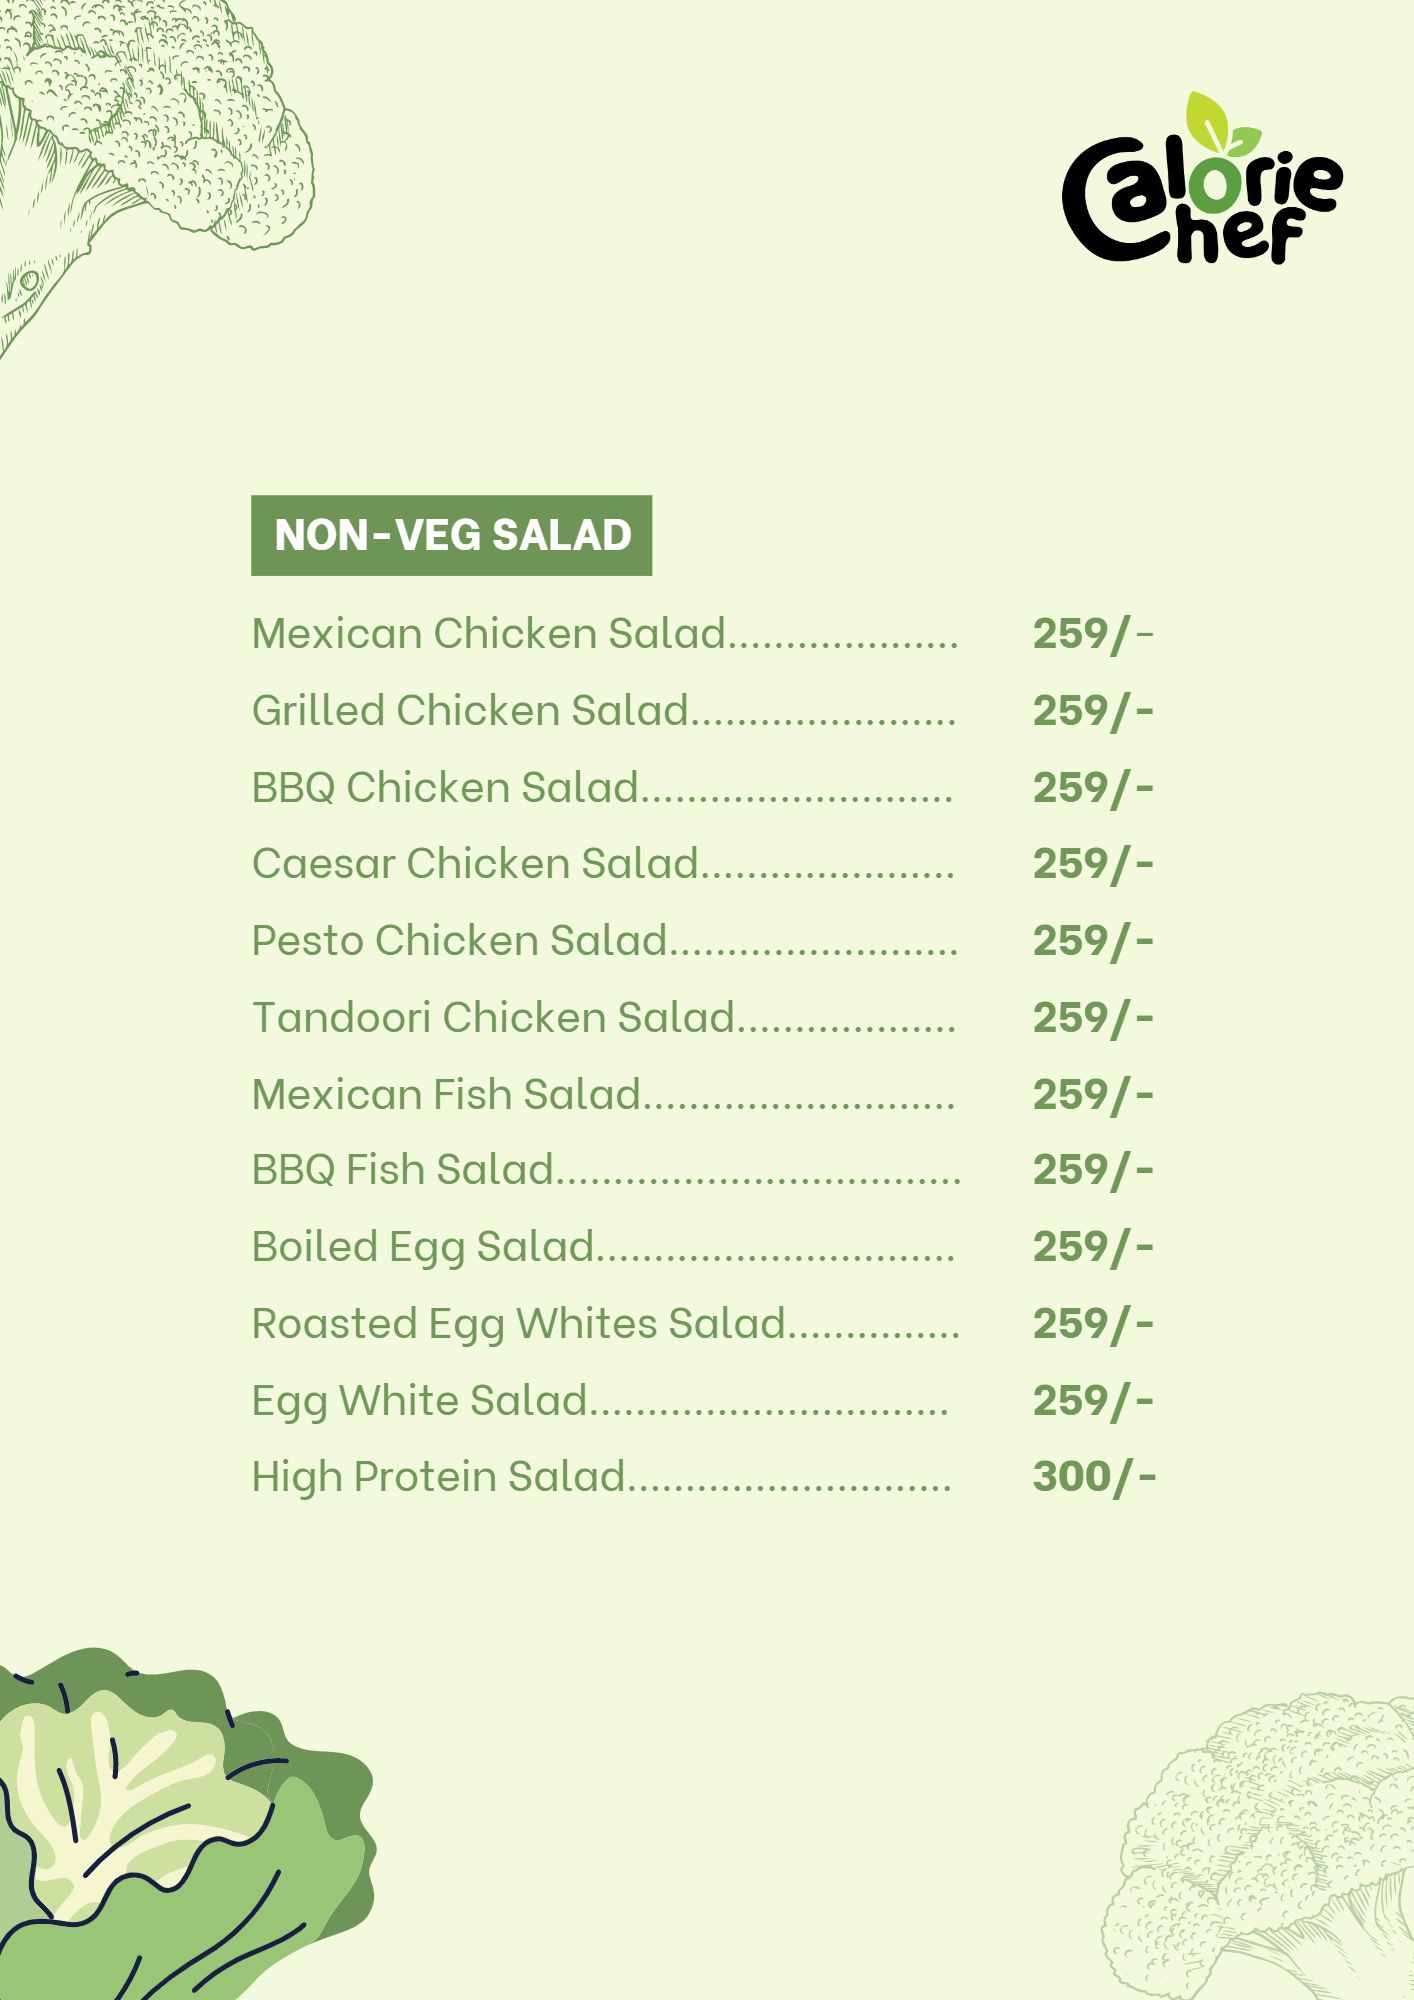 Calorie
Chef
NON-VEG SALAD
Mexican Chicken Salad.................... 259/-
Grilled Chicken Salad....................... 259/-
BBQ Chicken Salad........................... 259/-
Caesar Chicken Salad...................... 259/-
Pesto Chicken Salad......................... 259/-
Tandoori Chicken Salad................... 259/-
Mexican Fish Salad........................... 259/-
BBQ Fish Salad................................... 259/-
Boiled Egg Salad............................... 259/-
Roasted Egg Whites Salad............... 259/-
Egg White Salad............................... 259/-
High Protein Salad............................ 300/-